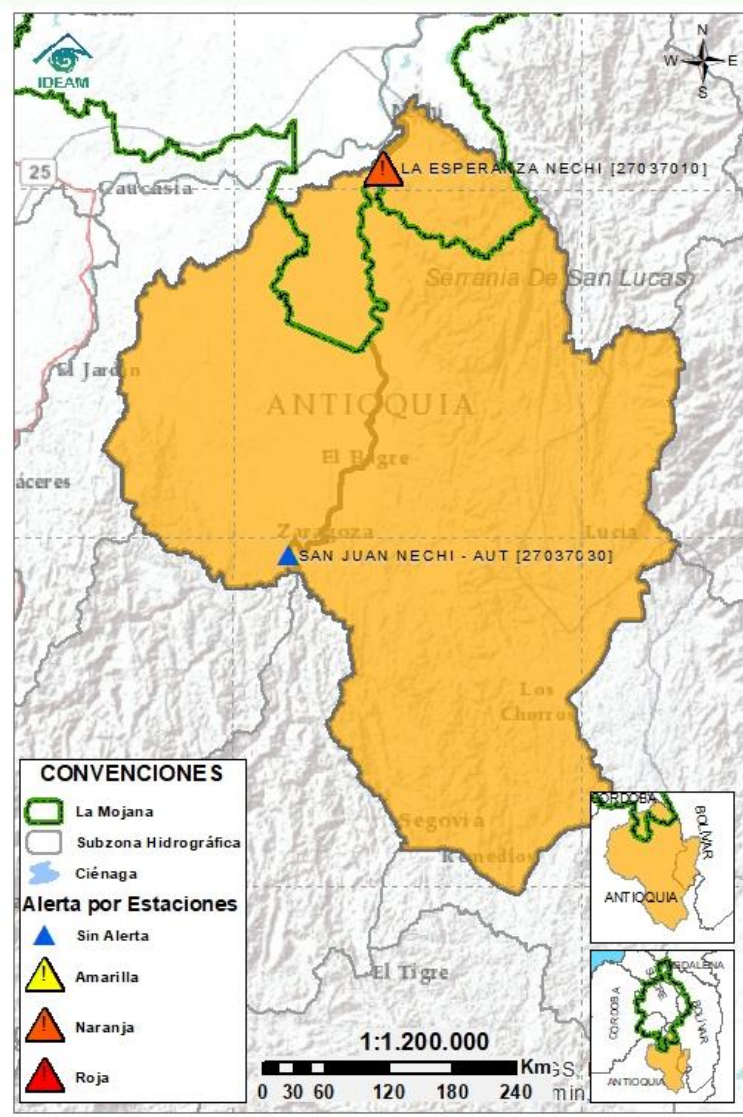 IDEAM
N
W E
S
25
Caucasia
LA ESPERANZA NECHI [27037010]
Serrania De San Lucas
El Jardin
ANTIOQUIA
El Bagre
áceres
Zaragoza
Lucia
SAN JUAN NECHI - AUT [27037030]
Los
Chorros
Segovia
Remedios
El Tigre
CONVENCIONES
La Mojana
Subzona Hidrográfica
Ciénaga
Alerta por Estaciones
Sin Alerta
Amarilla
Naranja
Roja
1:1.200.000
Km
0 30 60 120 180 240
CORDOBA
BOLÍVAR
ANTIOQUIA
CORDOBA
BOLIVAR
ANTIOQUIA